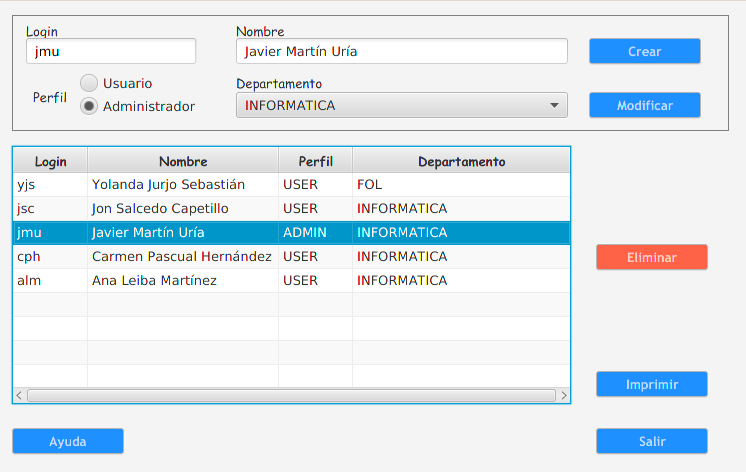 Login Nombre
jmu Javier Martín Uría Crear
Perfil Usuario Departamento
Administrador INFORMATICA Modificar
Login Nombre Perfil Departamento
yjs Yolanda Jurjo Sebastián USER FOL
jsc Jon Salcedo Capetillo USER INFORMATICA
jmu Javier Martín Uría ADMIN INFORMATICA
cph Carmen Pascual Hernández USER INFORMATICA
alm Ana Leiba Martínez USER INFORMATICA
Eliminar
Imprimir
Ayuda Salir